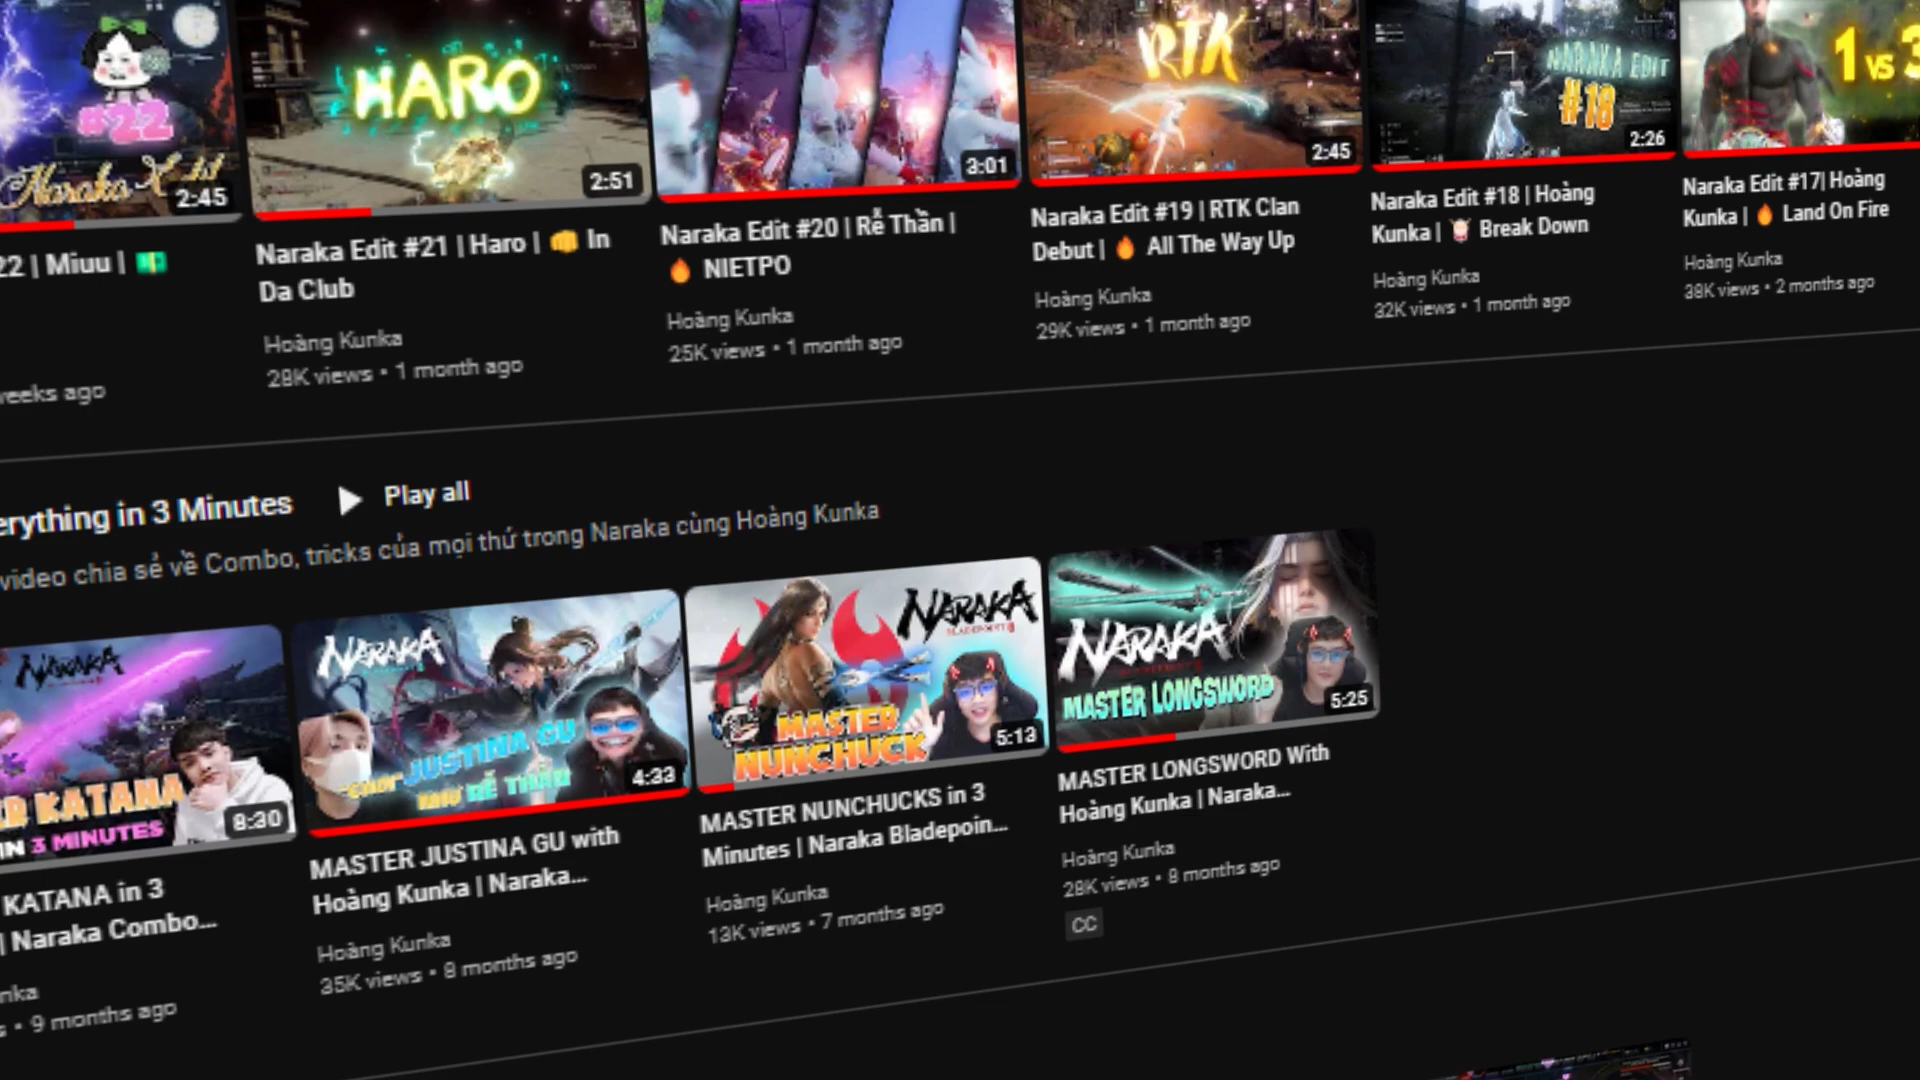 #22
Naraka Edit
2:45
HARO
2:51
3:01
RTK
2:45
NARAKA EDIT
#18
2:26
1 vs 3
22 | Miuu | 💵
weeks ago
Naraka Edit #21 | Haro | 👊 In
Da Club
Hoàng Kunka
28K views • 1 month ago
Naraka Edit #20 | Rễ Thần |
🔥 NIETPO
Hoàng Kunka
25K views • 1 month ago
Naraka Edit #19 | RTK Clan
Debut | 🔥 All The Way Up
Hoàng Kunka
29K views • 1 month ago
Naraka Edit #18 | Hoàng
Kunka | Break Down
Hoàng Kunka
32K views • 1 month ago
Naraka Edit #17| Hoàng
Kunka | 🔥 Land On Fire
Hoàng Kunka
38K views • 2 months ago
erything in 3 Minutes
Play all
video chia sẻ về Combo, tricks của mọi thứ trong Naraka cùng Hoàng Kunka
NARAKA
ER KATANA
IN 3 MINUTES
8:30
KATANA in 3
| Naraka Combo...
nka
s • 9 months ago
NARAKA
"CHƠI" JUSTINA GU
NHƯ RỄ THẦN
4:33
MASTER JUSTINA GU with
Hoàng Kunka | Naraka...
Hoàng Kunka
35K views • 8 months ago
NARAKA
BLADEPOINT
MASTER
NUNCHUCK
5:13
MASTER NUNCHUCKS in 3
Minutes | Naraka Bladepoin...
Hoàng Kunka
13K views • 7 months ago
NARAKA
MASTER LONGSWORD
5:25
MASTER LONGSWORD With
Hoàng Kunka | Naraka...
Hoàng Kunka
28K views • 8 months ago
CC